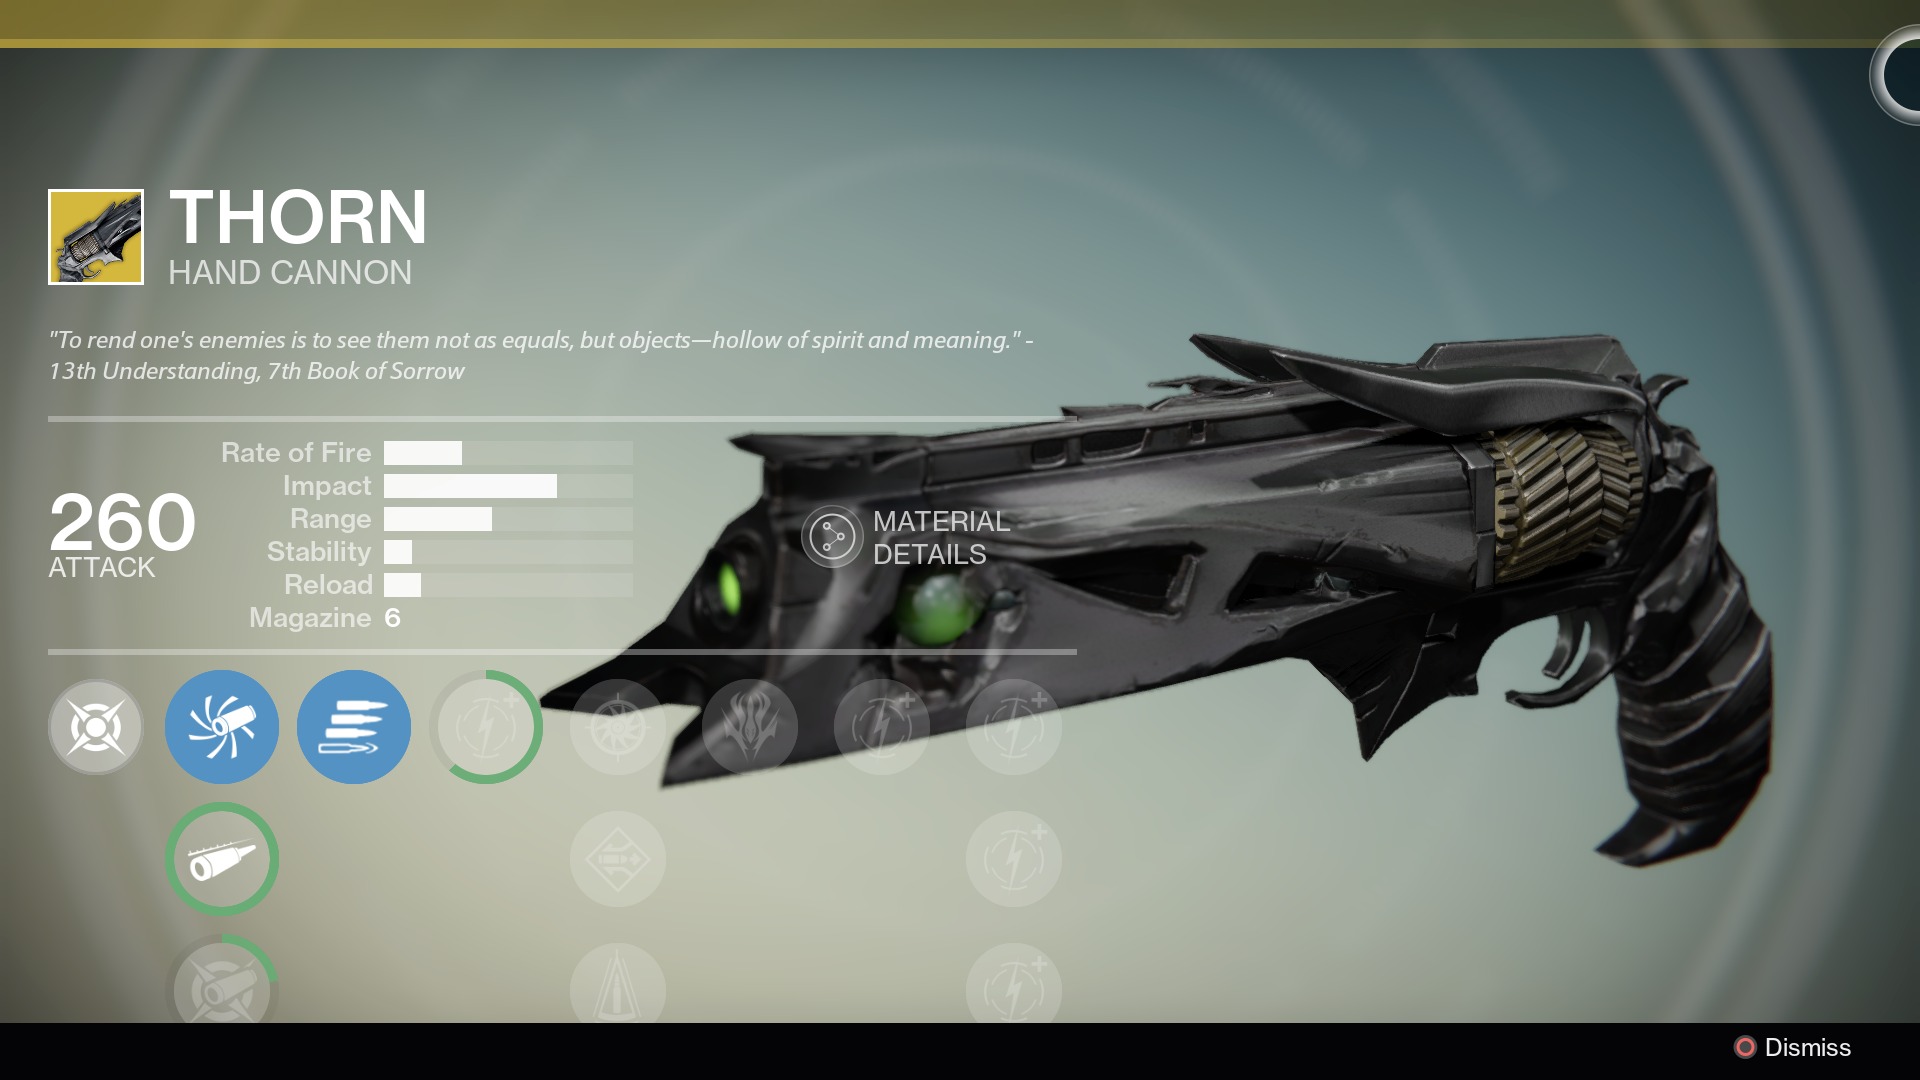 THORN
HAND CANNON
"To rend one's enemies is to see them not as equals, but objects—hollow of spirit and meaning." -
13th Understanding, 7th Book of Sorrow
260
ATTACK
Rate of Fire
Impact
Range
Stability
Reload
Magazine 6
MATERIAL
DETAILS
Dismiss